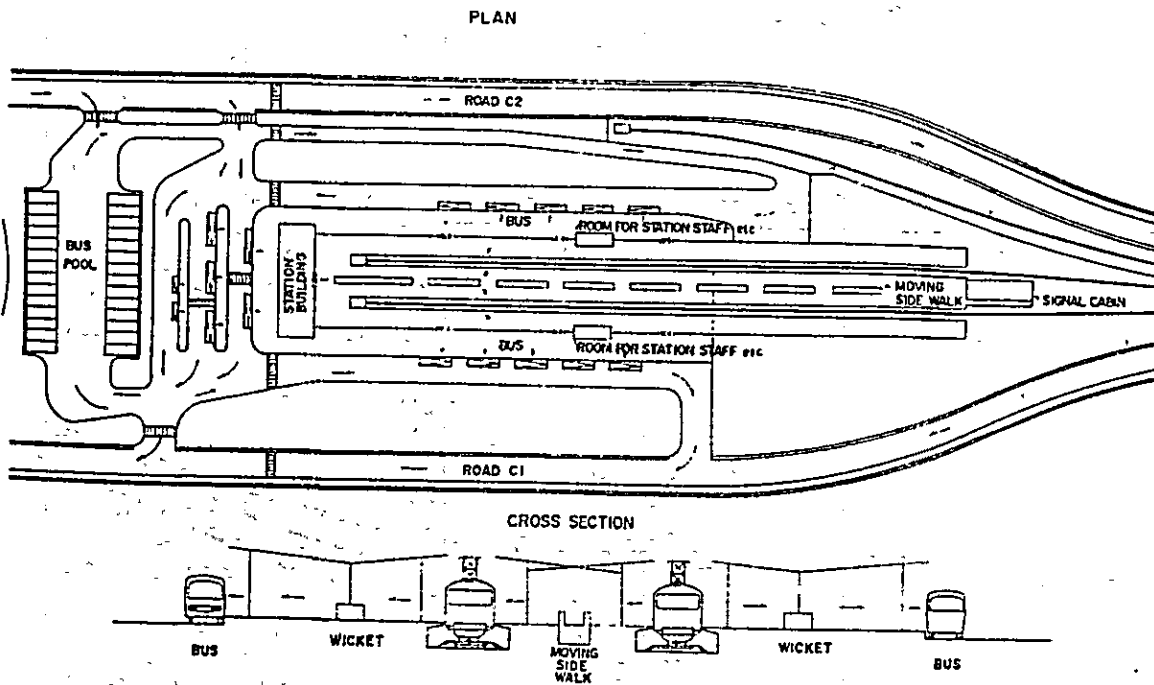 PLAN
ROAD C2
BUS
ROOM FOR STATION STAFF etc
BUS
POOL
STATION
BUILDING
MOVING
SIDE WALK
SIGNAL CABIN
BUS
ROOM FOR STATION STAFF etc
ROAD C1
CROSS SECTION
BUS
WICKET
MOVING
SIDE
WALK
WICKET
BUS